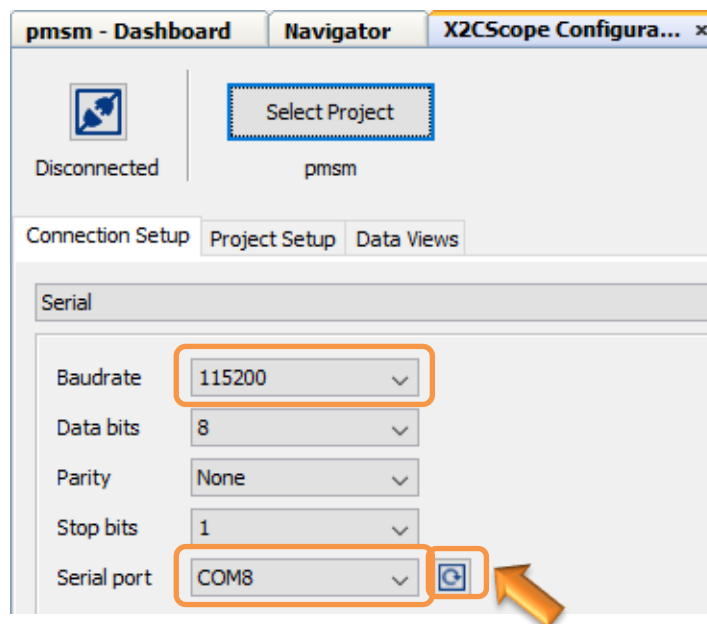 pmsm - Dashboard Navigator X2CScope Configura... ×
Select Project
Disconnected pmsm
Connection Setup Project Setup Data Views
Serial
Baudrate 115200
Data bits 8
Parity None
Stop bits 1
Serial port COM8